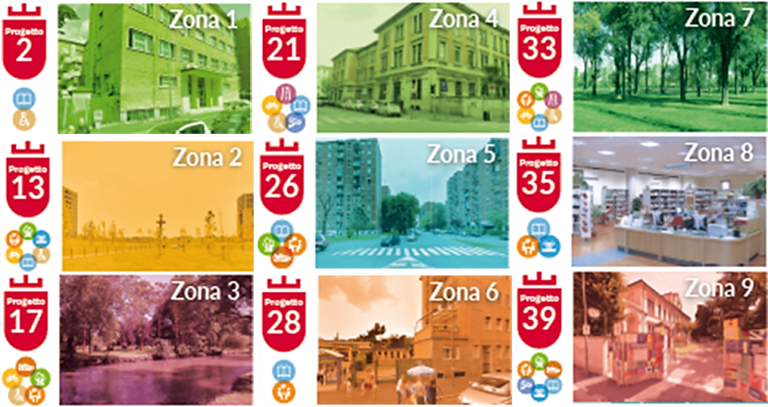 Progetto
2
Zona 1
Progetto
21
Zona 4
Progetto
33
Zona 7
Progetto
13
Zona 2
Progetto
26
Zona 5
Progetto
35
Zona 8
Progetto
17
Zona 3
Progetto
28
Zona 6
Progetto
39
Zona 9